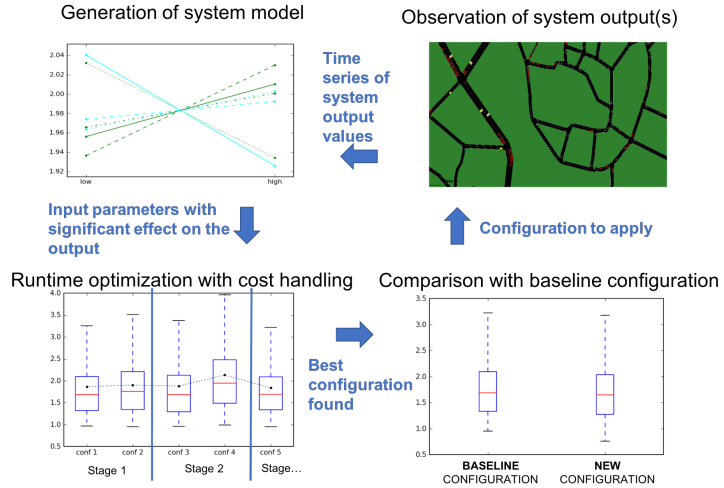 Generation of system model
Observation of system output(s)
2.04
2.02
2.00
1.98
1.96
1.94
1.92
low
high
Time
series of
system
output
values
Input parameters with
significant effect on the
output
Configuration to apply
Runtime optimization with cost handling
Comparison with baseline configuration
4.0
3.5
3.0
2.5
2.0
1.5
1.0
0.5
conf 1
conf 2
conf 3
conf 4
conf 5
Stage 1
Stage 2
Stage...
Best
configuration
found
3.5
3.0
2.5
2.0
1.5
1.0
0.5
BASELINE
CONFIGURATION
NEW
CONFIGURATION